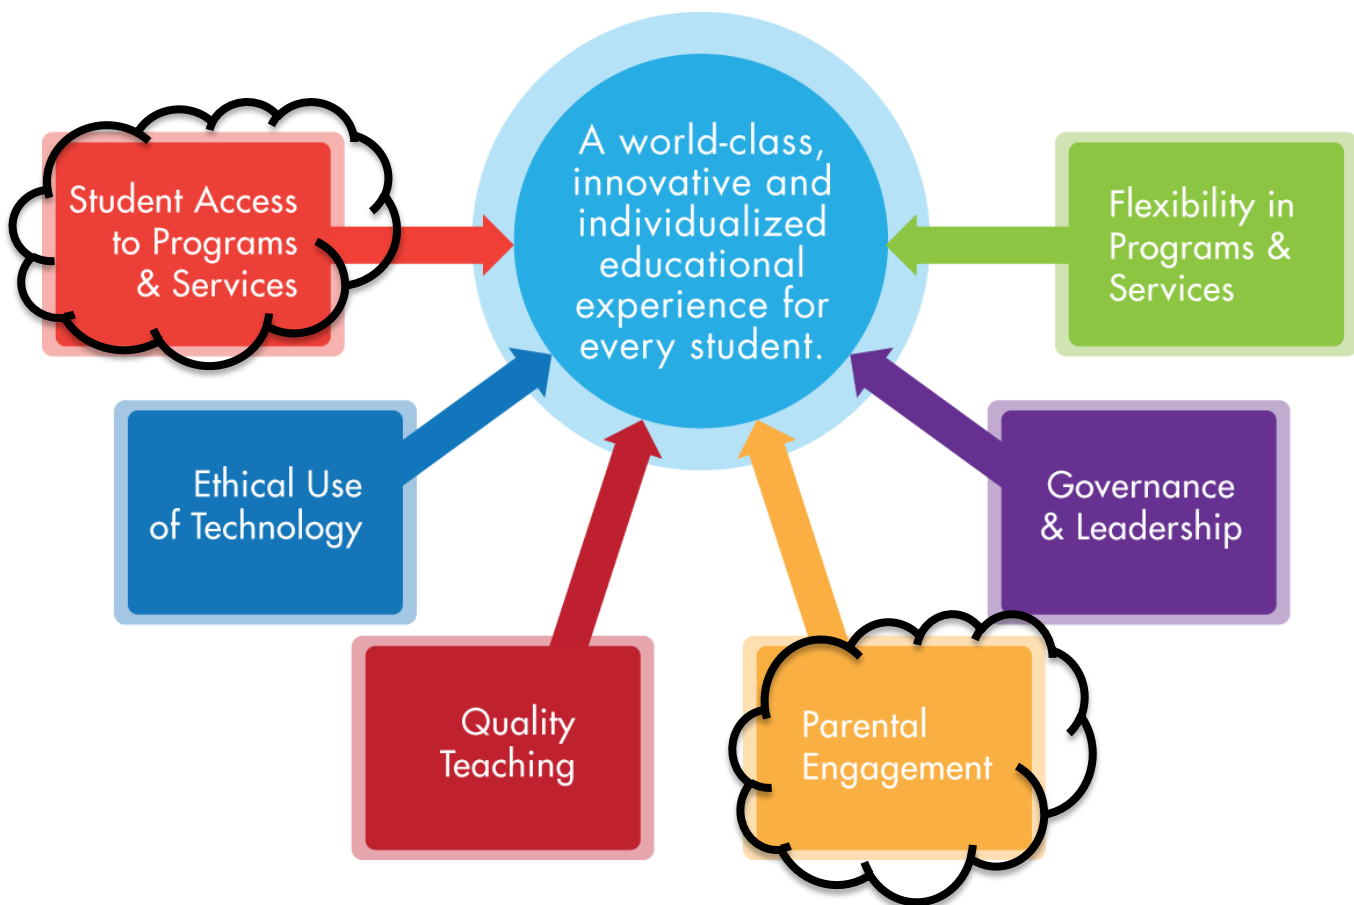 A world-class,
innovative and
individualized
educational
experience for
every student.
Student Access
to Programs
& Services
Flexibility in
Programs &
Services
Ethical Use
of Technology
Governance
& Leadership
Quality
Teaching
Parental
Engagement